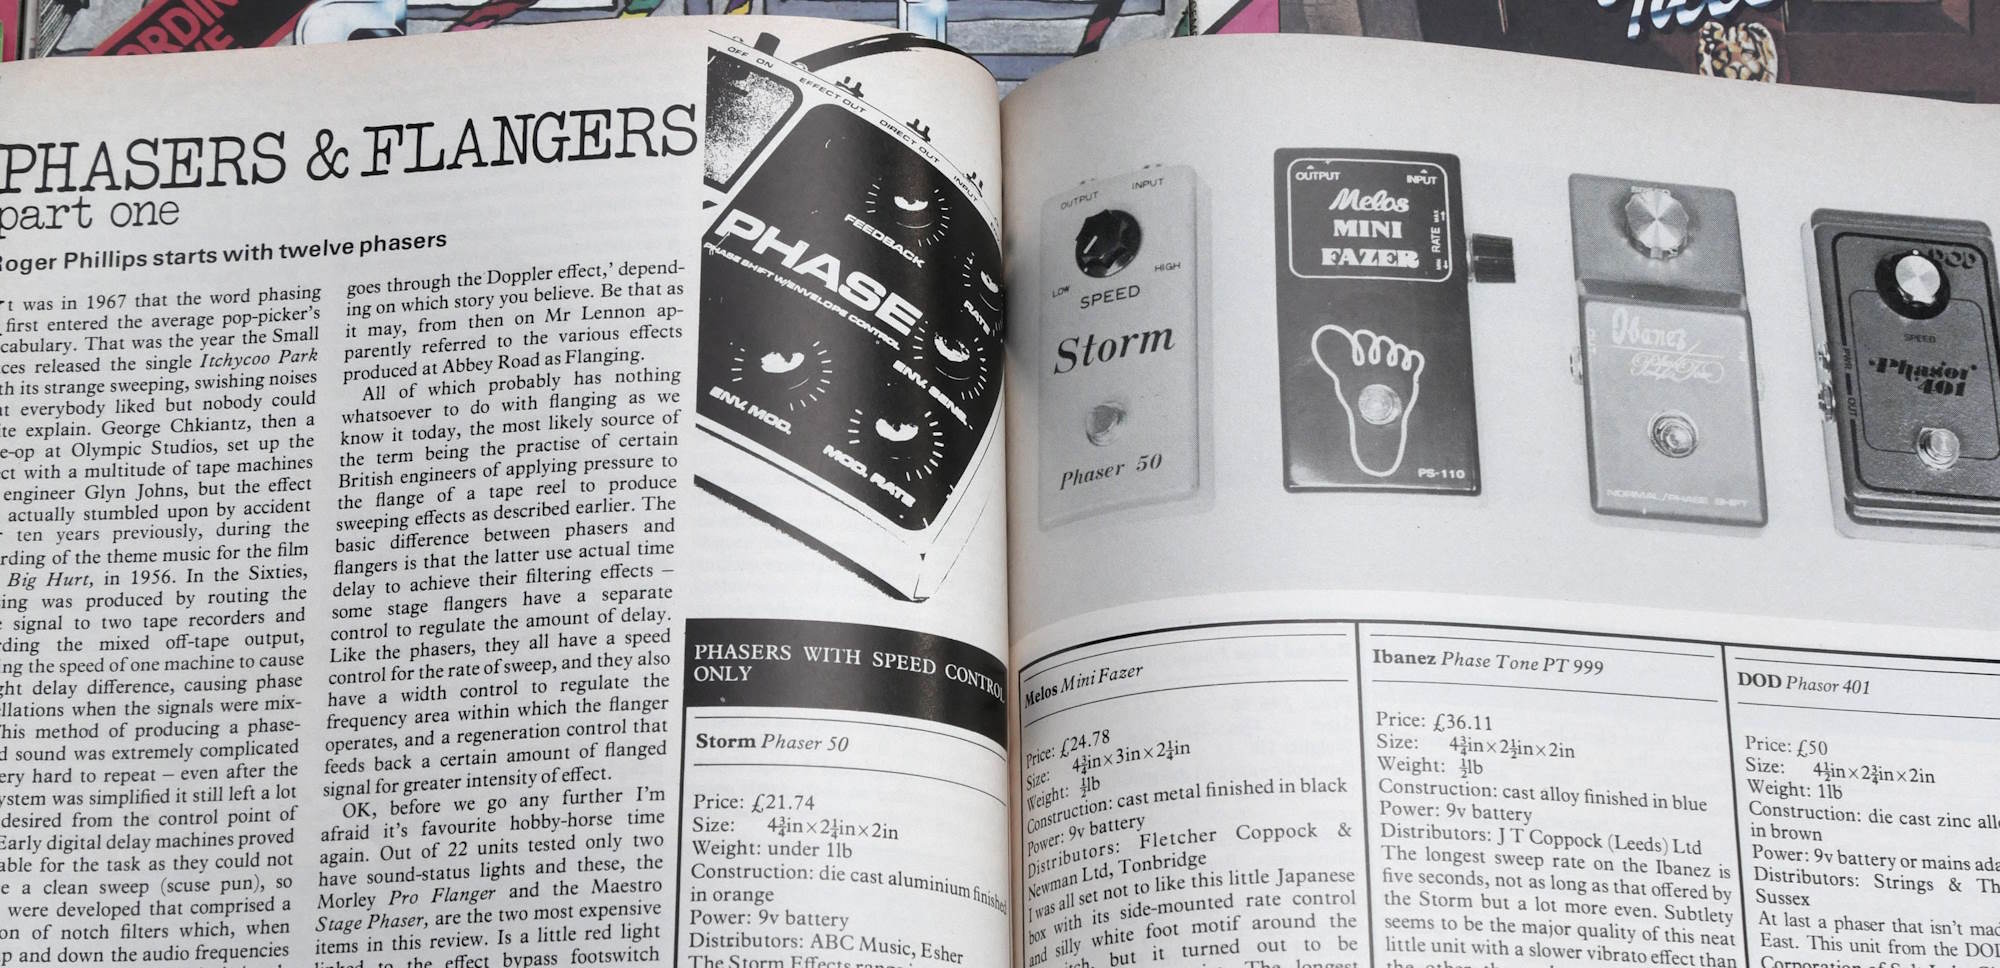 PHASERS & FLANGERS
part one
Roger Phillips starts with twelve phasers
t was in 1967 that the word phasing
first entered the average pop-picker's
cabulary. That was the year the Small
ces released the single Itchycoo Park
th its strange sweeping, swishing noises
at everybody liked but nobody could
ite explain. George Chkiantz, then a
e-op at Olympic Studios, set up the
ct with a multitude of tape machines
engineer Glyn Johns, but the effect
actually stumbled upon by accident
ten years previously, during the
rding of the theme music for the film
Big Hurt, in 1956. In the Sixties,
ing was produced by routing the
signal to two tape recorders and
rding the mixed off-tape output,
ing the speed of one machine to cause
ght delay difference, causing phase
llations when the signals were mix-
This method of producing a phase-
d sound was extremely complicated
ery hard to repeat – even after the
ystem was simplified it still left a lot
desired from the control point of
Early digital delay machines proved
able for the task as they could not
e a clean sweep (scuse pun), so
were developed that comprised a
on of notch filters which, when
p and down the audio frequencies
goes through the Doppler effect,' depend-
ing on which story you believe. Be that as
it may, from then on Mr Lennon ap-
parently referred to the various effects
produced at Abbey Road as Flanging.
All of which probably has nothing
whatsoever to do with flanging as we
know it today, the most likely source of
the term being the practise of certain
British engineers of applying pressure to
the flange of a tape reel to produce
sweeping effects as described earlier. The
basic difference between phasers and
flangers is that the latter use actual time
delay to achieve their filtering effects –
some stage flangers have a separate
control to regulate the amount of delay.
Like the phasers, they all have a speed
control for the rate of sweep, and they also
have a width control to regulate the
frequency area within which the flanger
operates, and a regeneration control that
feeds back a certain amount of flanged
signal for greater intensity of effect.
OK, before we go any further I'm
afraid it's favourite hobby-horse time
again. Out of 22 units tested only two
have sound-status lights and these, the
Morley Pro Flanger and the Maestro
Stage Phaser, are the two most expensive
items in this review. Is a little red light
linked to the effect bypass footswitch
OFF ON
EFFECT OUT
DIRECT OUT
INPUT
FEEDBACK
PHASE
PHASE SHIFT W/ENVELOPE CONTROL
RATE
ENV. SENS.
ENV. MOD.
MOD. RATE
PHASERS WITH SPEED CONTROL
ONLY
Storm Phaser 50
Price: £21.74
Size: 4¾in×2¼in×2in
Weight: under 1lb
Construction: die cast aluminium finished
in orange
Power: 9v battery
Distributors: ABC Music, Esher
The Storm Effects
OUTPUT INPUT
LOW HIGH
SPEED
Storm
Phaser 50
OUTPUT INPUT
Melos
MINI
FAZER
MIN RATE MAX
PS-110
Ibanez
Phase Tone
NORMAL/PHASE SHIFT
DOD
SPEED
Phasor
401
OUT
Melos Mini Fazer
Price: £24.78
Size: 4¾in×3in×2¼in
Weight: ½lb
Construction: cast metal finished in black
Power: 9v battery
Distributors: Fletcher Coppock &
Newman Ltd, Tonbridge
I was all set not to like this little Japanese
box with its side-mounted rate control
and silly white foot motif around the
but it turned out to be
The longest
Ibanez Phase Tone PT 999
Price: £36.11
Size: 4¾in×2½in×2in
Weight: ½lb
Construction: cast alloy finished in blue
Power: 9v battery
Distributors: J T Coppock (Leeds) Ltd
The longest sweep rate on the Ibanez is
five seconds, not as long as that offered by
the Storm but a lot more even. Subtlety
seems to be the major quality of this neat
little unit with a slower vibrato effect than
DOD Phasor 401
Price: £50
Size: 4½in×2¾in×2in
Weight: 1lb
Construction: die cast zinc allo
in brown
Power: 9v battery or mains ada
Distributors: Strings & Th
Sussex
At last a phaser that isn't mad
East. This unit from the DOD
Corporation of